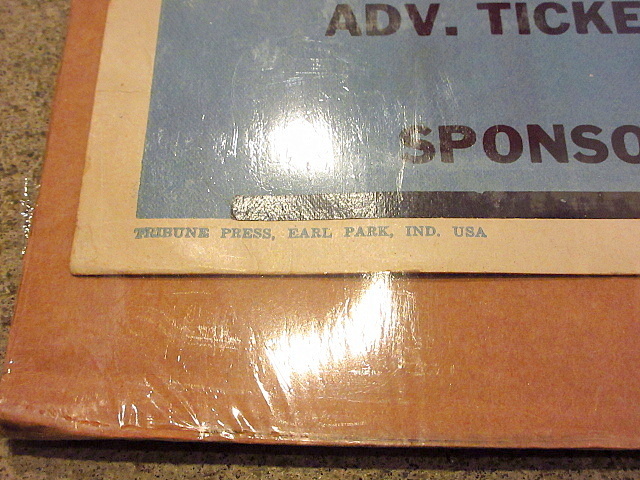 ADV. TICKE
SPONSO
TRIBUNE PRESS, EARL PARK, IND. USA